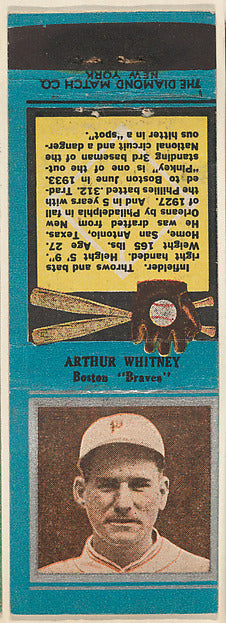 THE DIAMOND MATCH CO.
NEW YORK
Infielder. Throws and bats
right handed. Height 5' 9".
Weight 165 lbs. Age 27.
Home, San Antonio, Texas.
He was drafted from New
Orleans by Philadelphia in fall
of 1927. And in 5 years with
the Phillies batted .312. Trad-
ed to Boston June in 1933.
"Pinkey" is one of the out-
standing 3rd baseman of the
National circuit and a danger-
ous hitter in a "spot".
ARTHUR WHITNEY
Boston "Braves"
P